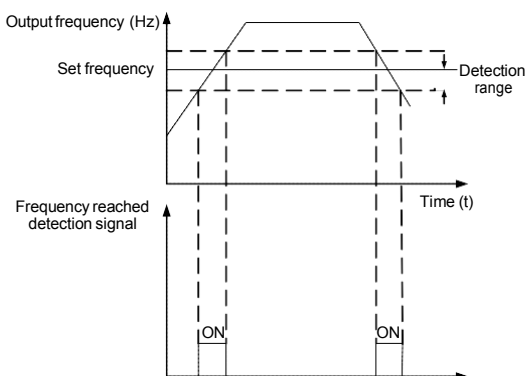 Output frequency (Hz)
Set frequency
Detection
range
Time (t)
Frequency reached
detection signal
ON
ON